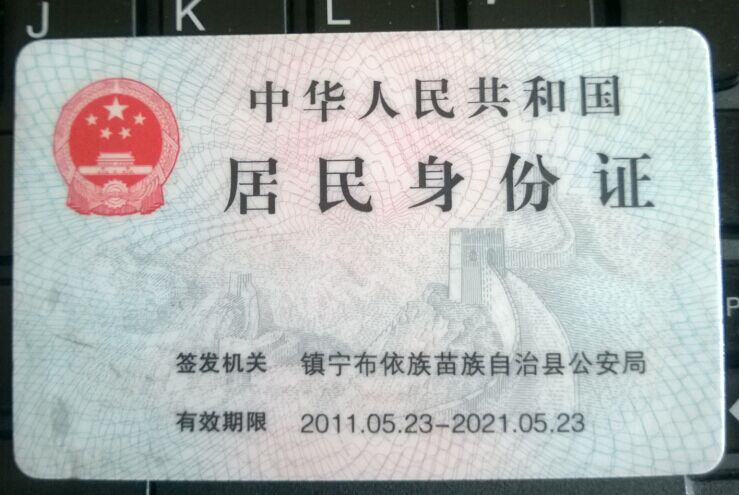 J K L
中华人民共和国
居民身份证
签发机关 镇宁布依族苗族自治县公安局
有效期限 2011.05.23-2021.05.23
P